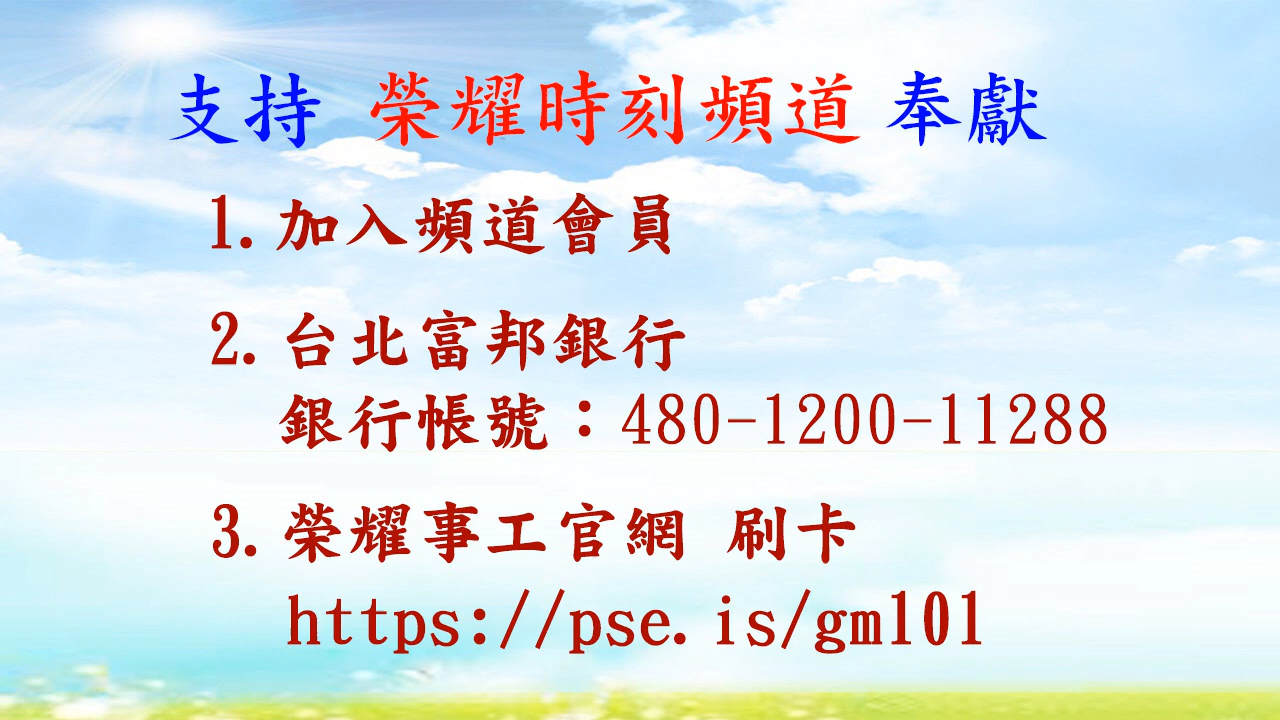 支持 榮耀時刻頻道 奉獻
1. 加入頻道會員
2. 台北富邦銀行
銀行帳號：480-1200-11288
3. 榮耀事工官網 刷卡
https://pse.is/gm101